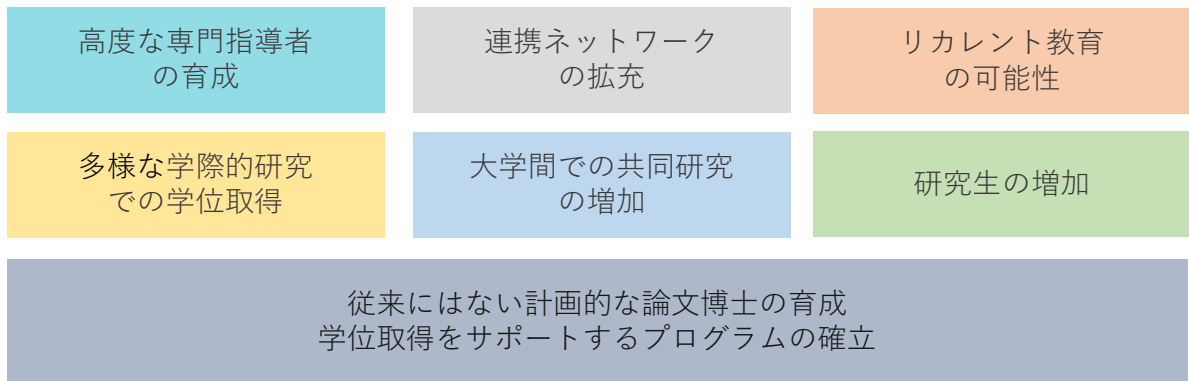 高度な専門指導者
の育成
連携ネットワーク
の拡充
リカレント教育
の可能性
多様な学際的研究
での学位取得
大学間での共同研究
の増加
研究生の増加
従来にはない計画的な論文博士の育成
学位取得をサポートするプログラムの確立